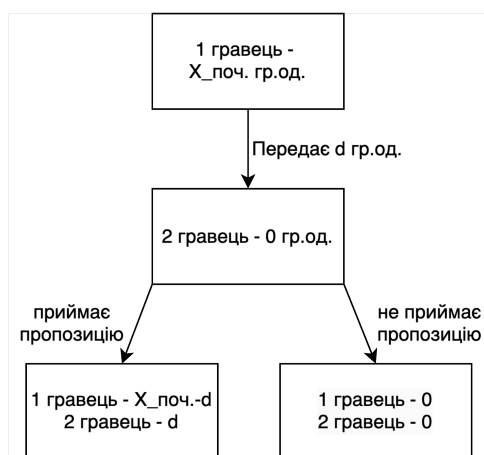 1 гравець -
X_поч. гр.од.
Передає d гр.од.
2 гравець - 0 гр.од.
приймає
пропозицію
не приймає
пропозицію
1 гравець - X_поч.-d
2 гравець - d
1 гравець - 0
2 гравець - 0